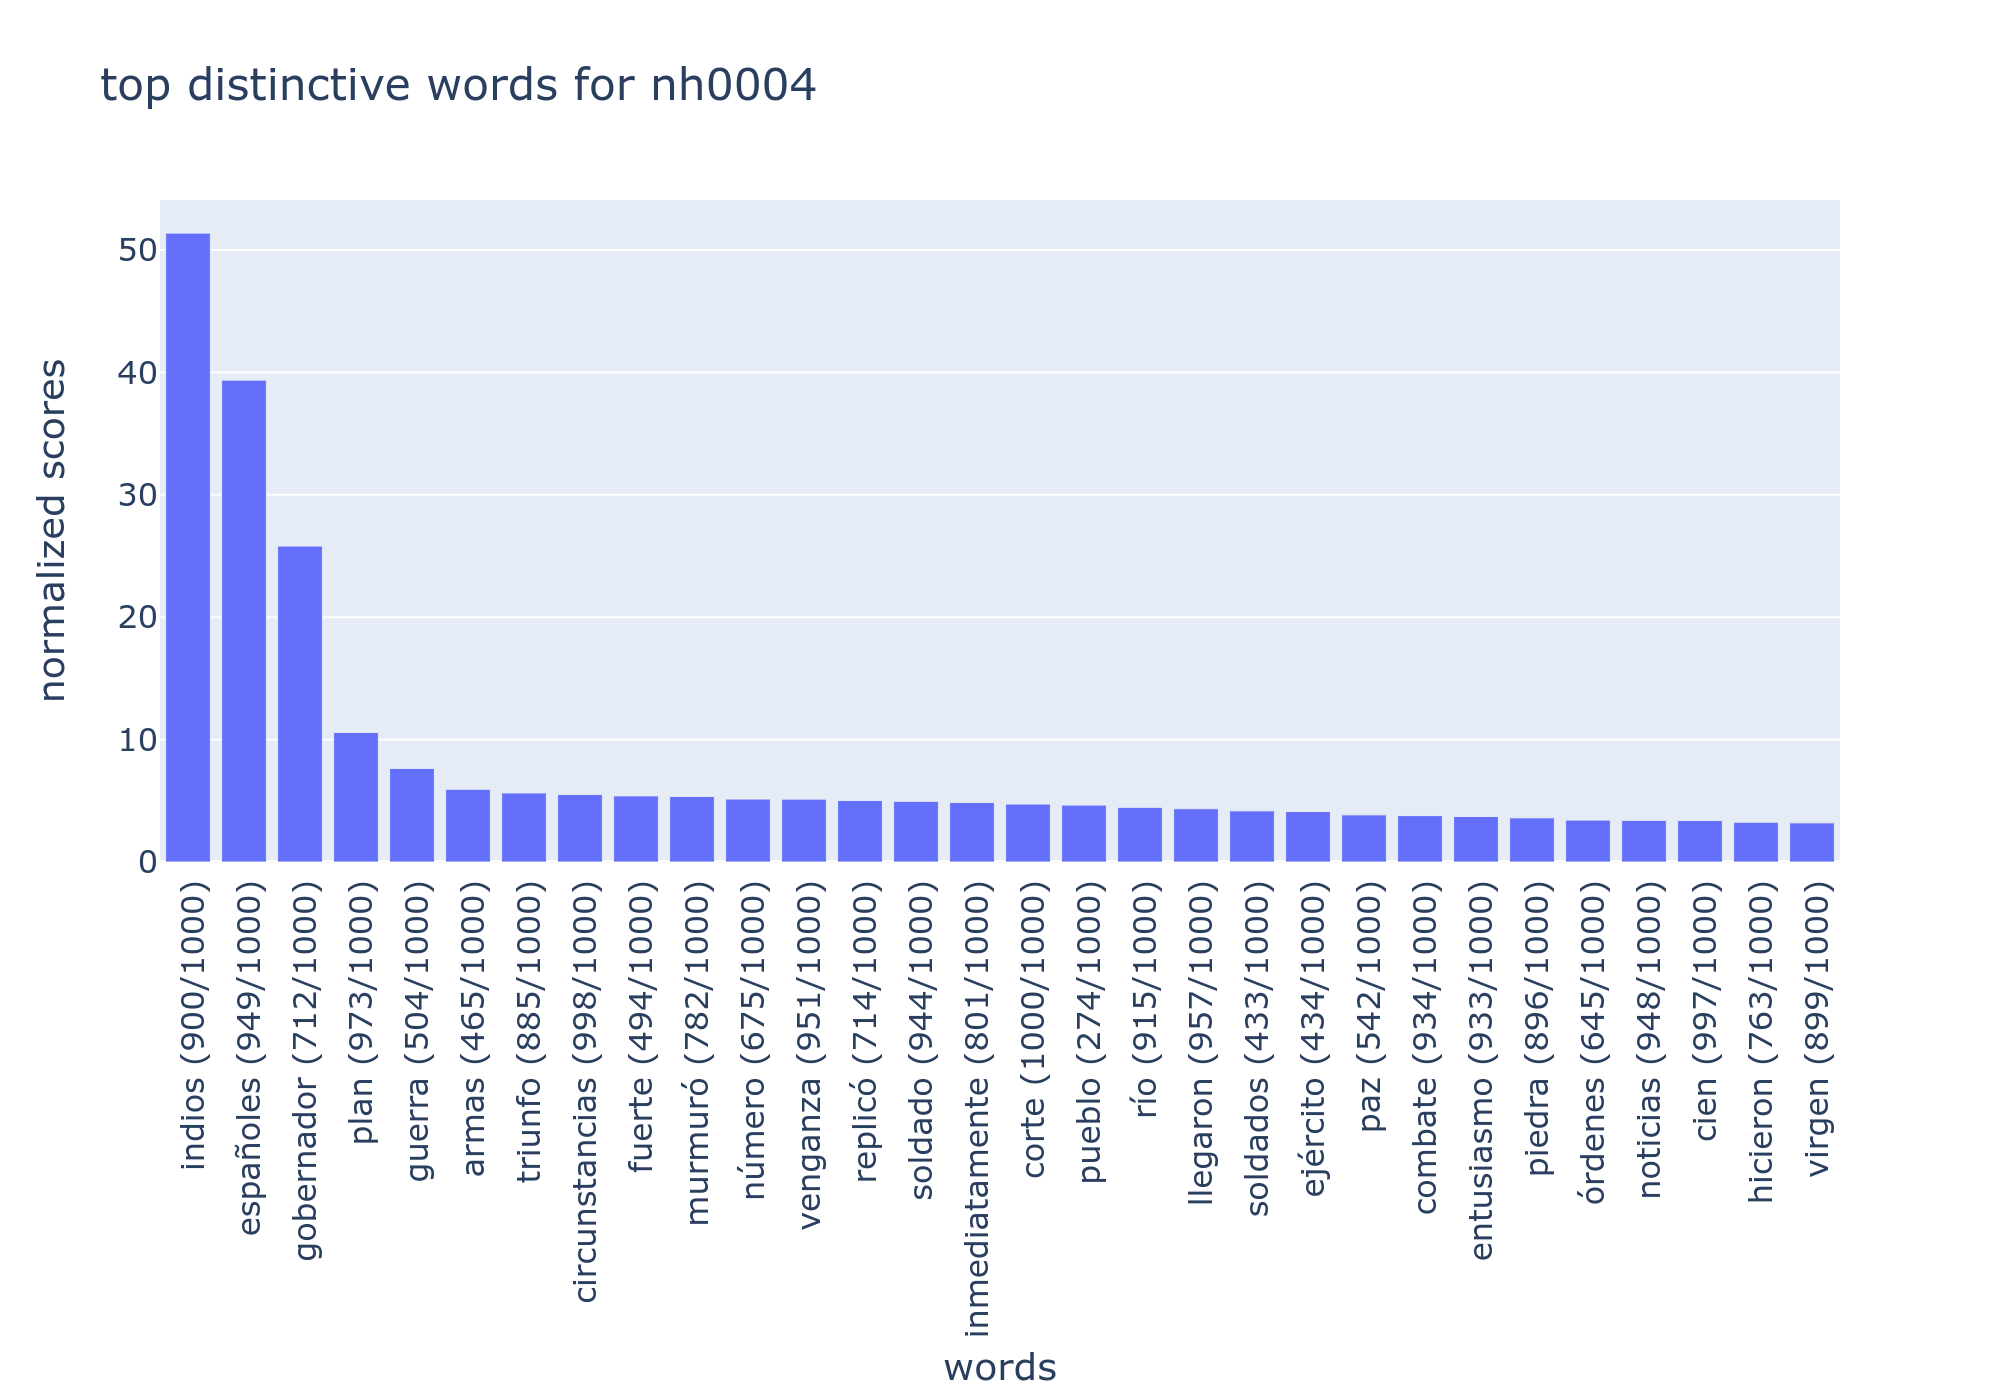 top distinctive words for nh0004
normalized scores
50
40
30
20
10
0
indios (900/1000)
españoles (949/1000)
gobernador (712/1000)
plan (973/1000)
guerra (504/1000)
armas (465/1000)
triunfo (885/1000)
circunstancias (998/1000)
fuerte (494/1000)
murmuró (782/1000)
número (675/1000)
venganza (951/1000)
replicó (714/1000)
soldado (944/1000)
inmediatamente (801/1000)
corte (1000/1000)
pueblo (274/1000)
río (915/1000)
llegaron (957/1000)
soldados (433/1000)
ejército (434/1000)
paz (542/1000)
combate (934/1000)
entusiasmo (933/1000)
piedra (896/1000)
órdenes (645/1000)
noticias (948/1000)
cien (997/1000)
hicieron (763/1000)
virgen (899/1000)
words